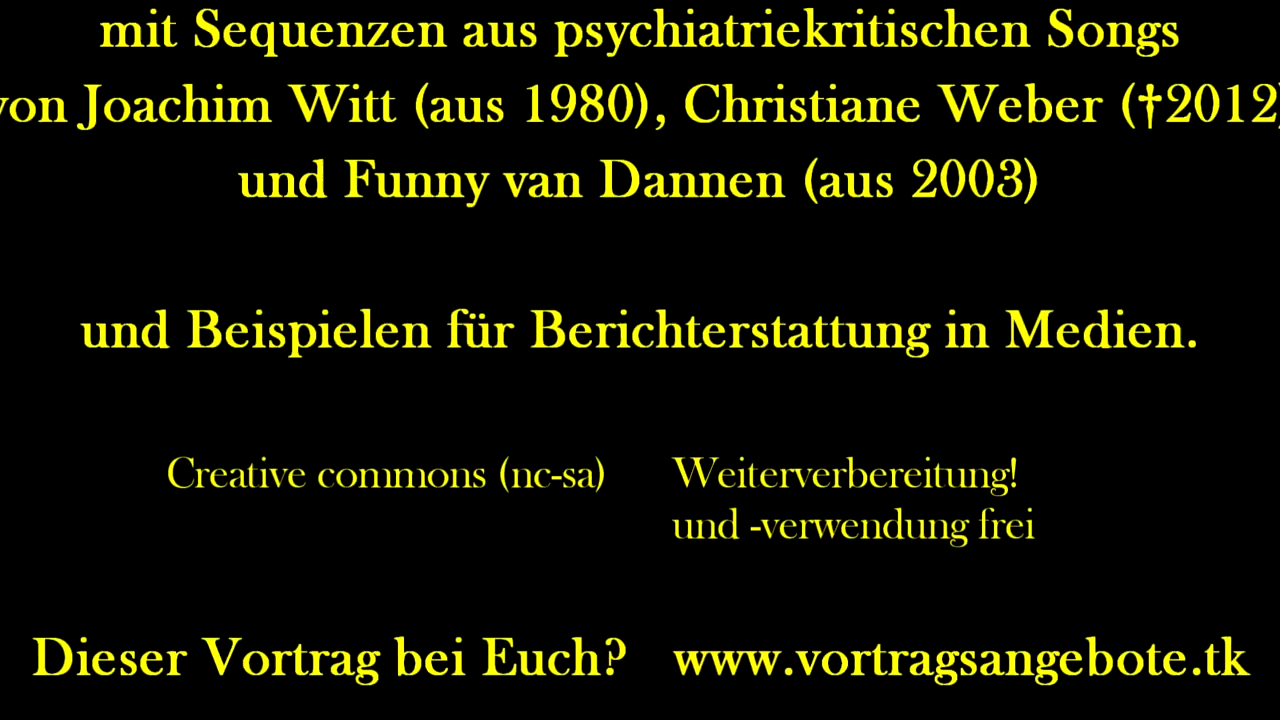 mit Sequenzen aus psychiatriekritischen Songs
von Joachim Witt (aus 1980), Christiane Weber (†2012)
und Funny van Dannen (aus 2003)
und Beispielen für Berichterstattung in Medien.
Creative commons (nc-sa) Weiterverbereitung!
und -verwendung frei
Dieser Vortrag bei Euch? www.vortragsangebote.tk